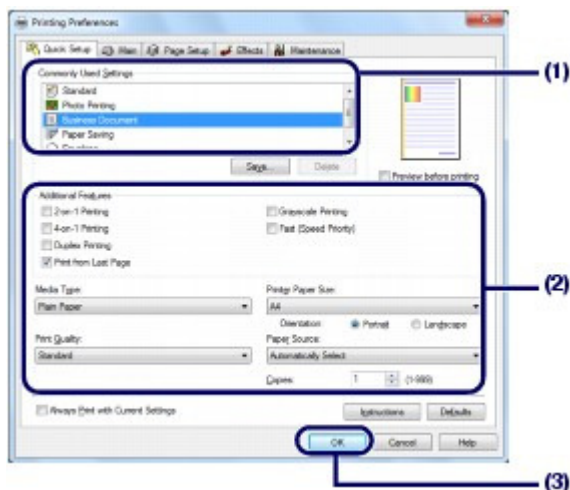 Printing Preferences
Quick Setup Main Page Setup Effects Maintenance
Commonly Used Settings
(1)
Standard
Photo Printing
Business Document
Paper Saving
Envelope
Save... Delete
Preview before printing
Additional Features
2-on-1 Printing Grayscale Printing
4-on-1 Printing Fast (Speed Priority)
Duplex Printing
Print from Last Page
(2)
Media Type: Printer Paper Size:
Plain Paper A4
Orientation: Portrait Landscape
Print Quality: Paper Source:
Standard Automatically Select
Copies: 1 (1-999)
Always Print with Current Settings Instructions Defaults
OK Cancel Help
(3)